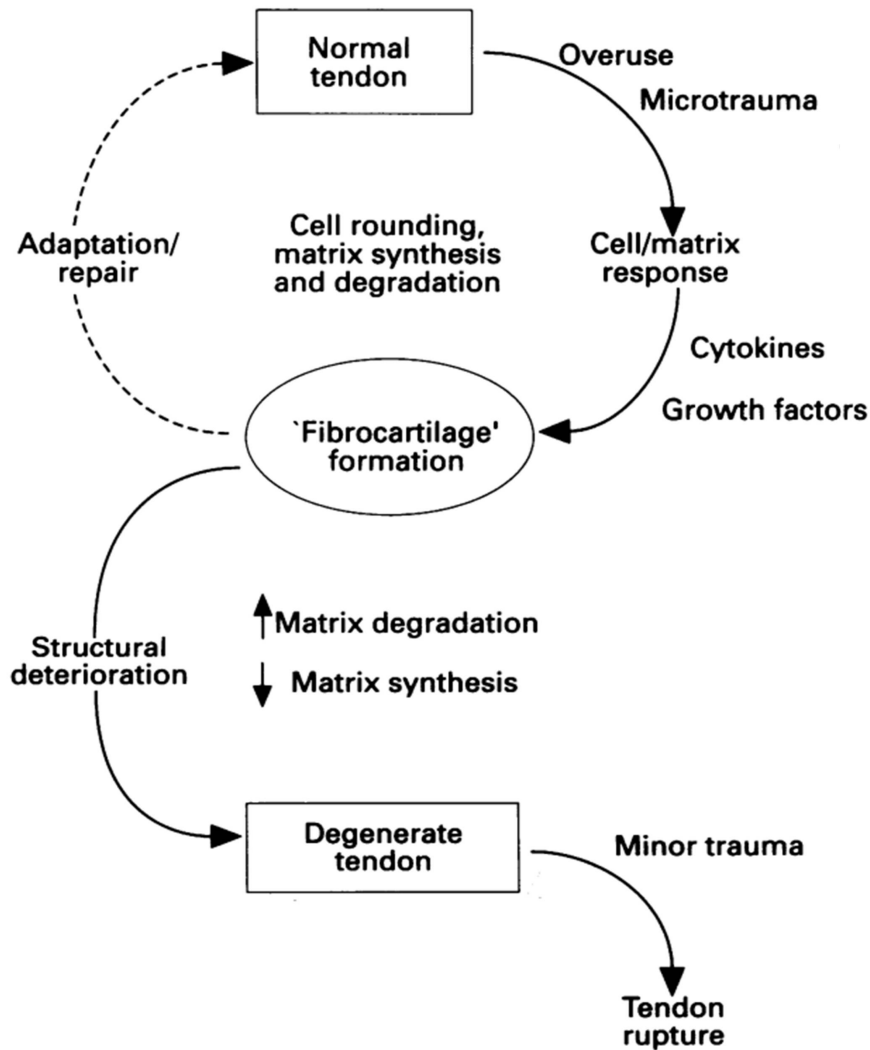 Normal
tendon
Overuse
Microtrauma
Adaptation/
repair
Cell rounding,
matrix synthesis
and degradation
Cell/matrix
response
Cytokines
Growth factors
`Fibrocartilage'
formation
Structural
deterioration
Matrix degradation
Matrix synthesis
Degenerate
tendon
Minor trauma
Tendon
rupture